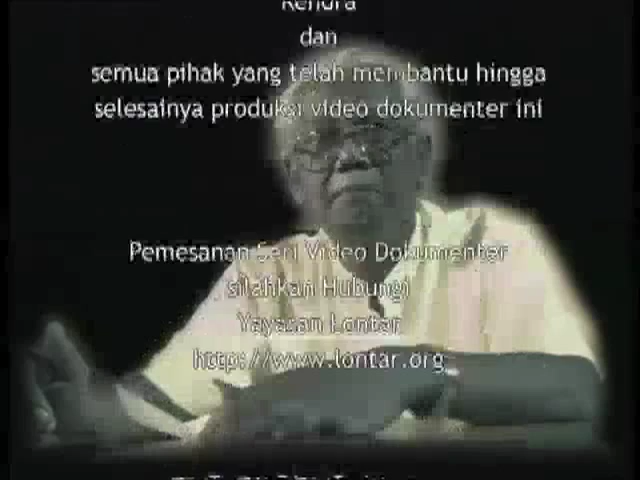 Rendra
dan
semua pihak yang telah membantu hingga
selesainya produksi video dokumenter ini
Pemesanan Seri Video Dokumenter
silahkan Hubungi
Yayasan Lontar
http://www.lontar.org